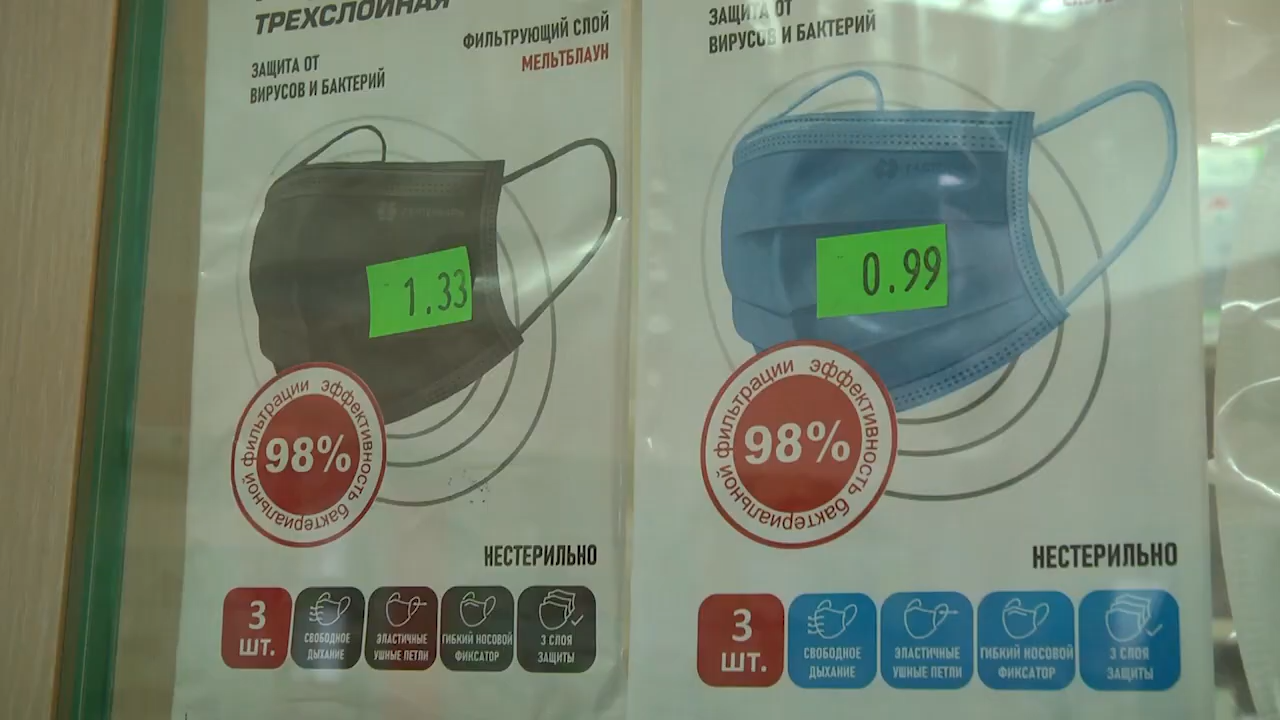 ТРЕХСЛОЙНАЯ
ФИЛЬТРУЮЩИЙ СЛОЙ
МЕЛЬТБЛАУН
ЗАЩИТА ОТ
ВИРУСОВ И БАКТЕРИЙ
1.33
98%
эффективность бактериальной фильтрации
НЕСТЕРИЛЬНО
3
ШТ.
СВОБОДНОЕ
ДЫХАНИЕ
ЭЛАСТИЧНЫЕ
УШНЫЕ ПЕТЛИ
ГИБКИЙ НОСОВОЙ
ФИКСАТОР
3 СЛОЯ
ЗАЩИТЫ
ЗАЩИТА ОТ
ВИРУСОВ И БАКТЕРИЙ
0.99
98%
эффективность бактериальной фильтрации
НЕСТЕРИЛЬНО
3
ШТ.
СВОБОДНОЕ
ДЫХАНИЕ
ЭЛАСТИЧНЫЕ
УШНЫЕ ПЕТЛИ
ГИБКИЙ НОСОВОЙ
ФИКСАТОР
3 СЛОЯ
ЗАЩИТЫ